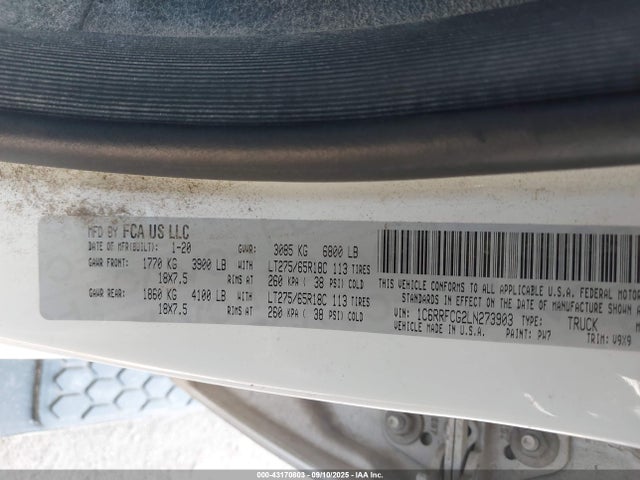 MFD BY FCA US LLC
DATE OF MFR(BUILT): 1-20 GVWR: 3085 KG 6800 LB
GAWR FRONT: 1770 KG 3900 LB WITH LT275/65R18C 113 TIRES
18X7.5 RIMS AT 260 KPA ( 38 PSI) COLD
GAWR REAR: 1860 KG 4100 LB WITH LT275/65R18C 113 TIRES
18X7.5 RIMS AT 260 KPA ( 38 PSI) COLD
THIS VEHICLE CONFORMS TO ALL APPLICABLE U.S.A. FEDERAL MOTOR
STANDARDS IN EFFECT ON THE DATE OF MANUFACTURE
VIN: 1C6RRFCG2LN273903 TYPE: TRUCK
VEHICLE MADE IN U.S.A. PAINT: PW7 TRIM: V9X9
000-43170803 - 09/10/2025 - IAAI.COM